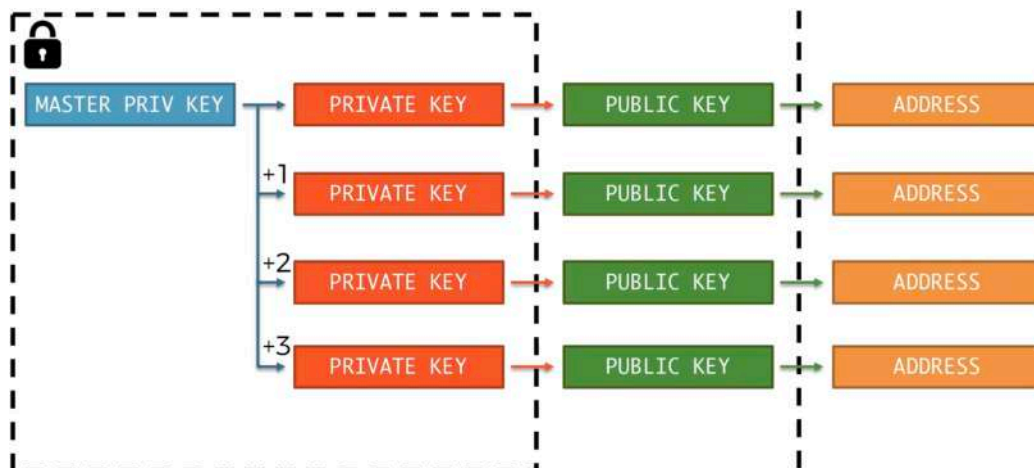 MASTER PRIV KEY PRIVATE KEY PUBLIC KEY ADDRESS
+1 PRIVATE KEY PUBLIC KEY ADDRESS
+2 PRIVATE KEY PUBLIC KEY ADDRESS
+3 PRIVATE KEY PUBLIC KEY ADDRESS